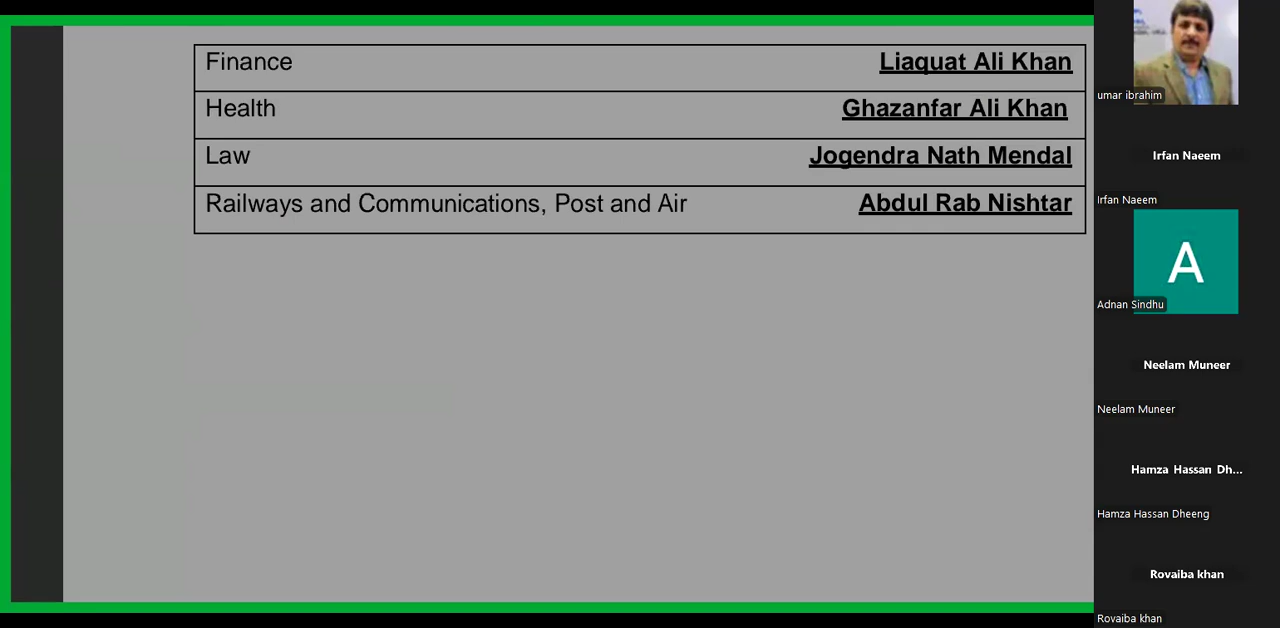 Finance Liaquat Ali Khan
Health Ghazanfar Ali Khan
Law Jogendra Nath Mendal
Railways and Communications, Post and Air Abdul Rab Nishtar
umar ibrahim
Irfan Naeem
Irfan Naeem
A
Adnan Sindhu
Neelam Muneer
Neelam Muneer
Hamza Hassan Dh...
Hamza Hassan Dheeng
Rovaiba khan
Rovaiba khan